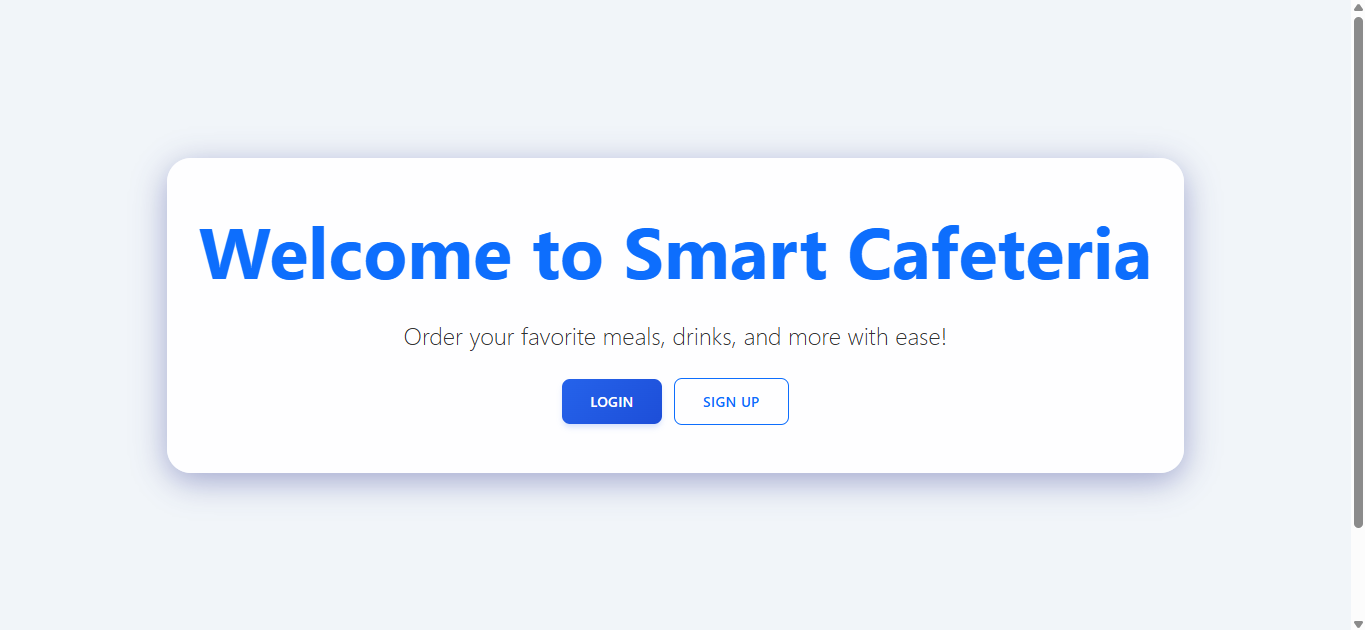 Welcome to Smart Cafeteria
Order your favorite meals, drinks, and more with ease!
LOGIN
SIGN UP